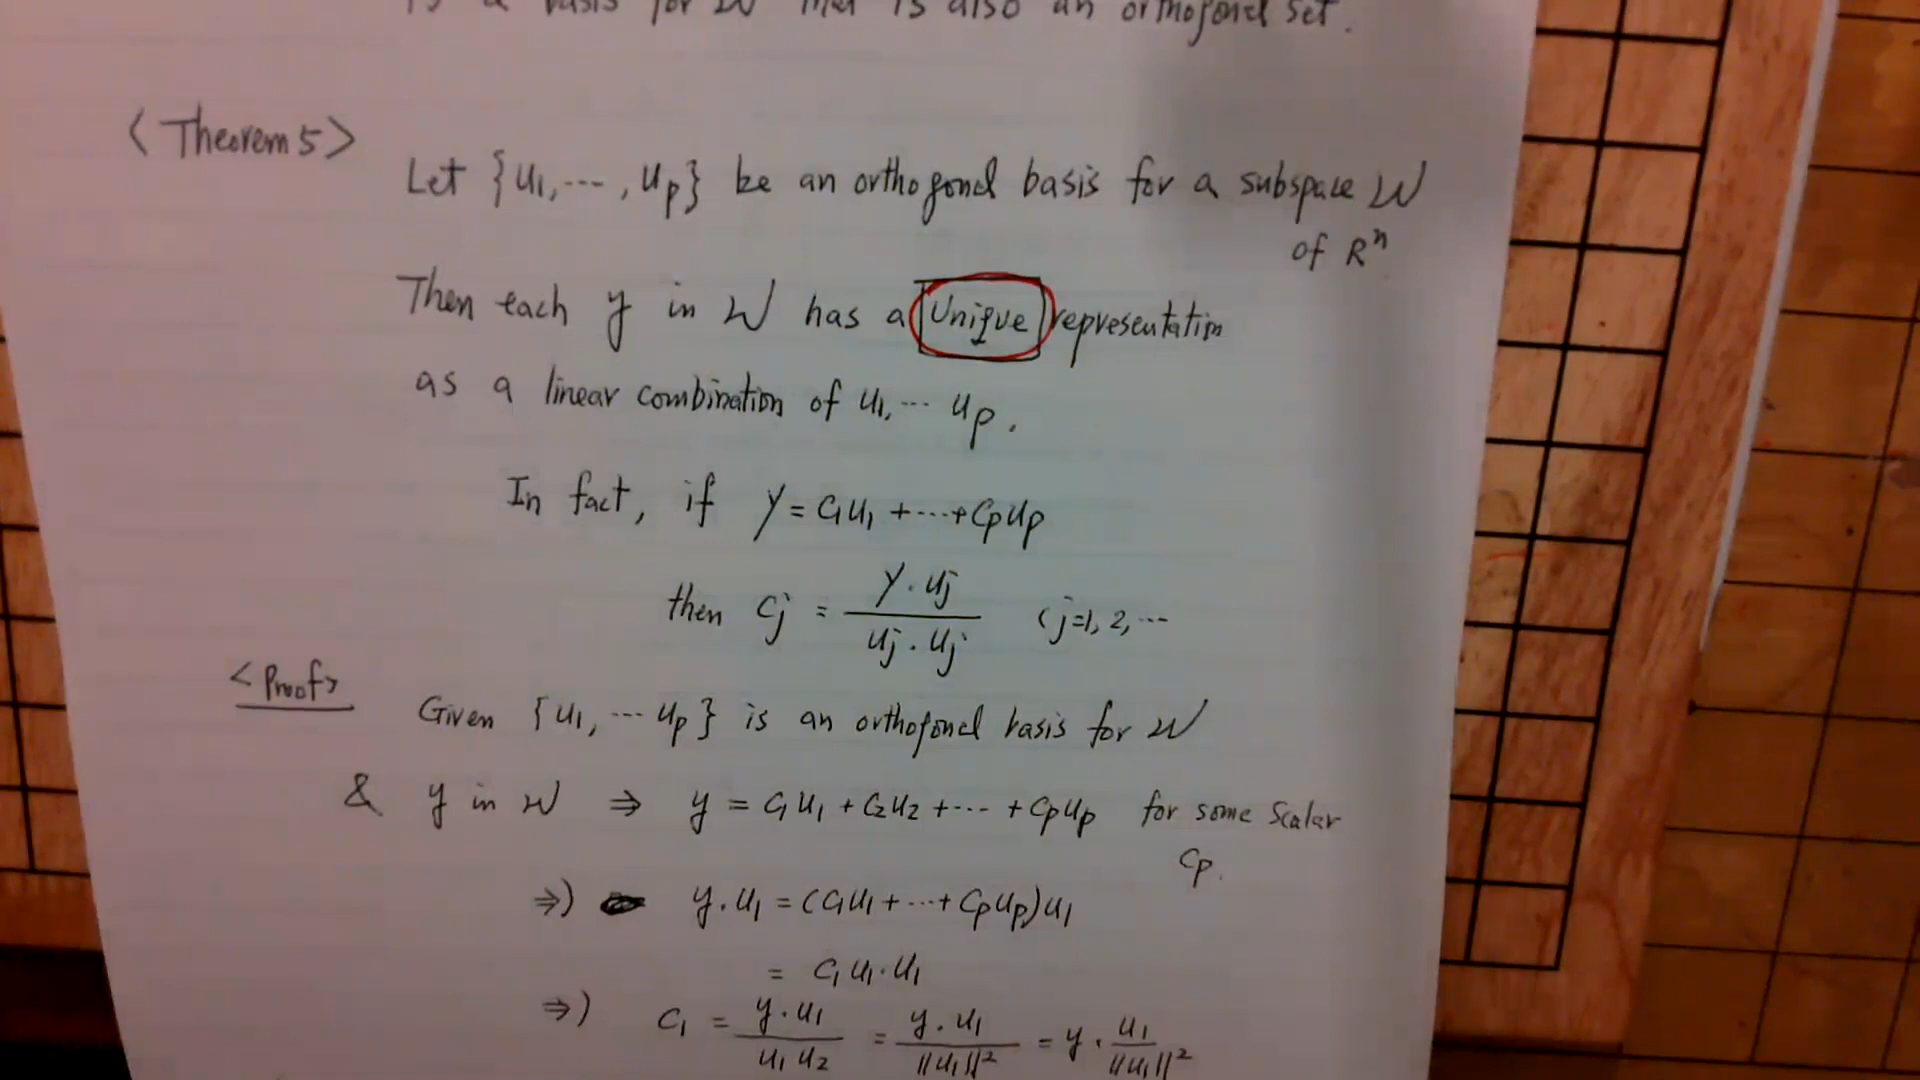 is a basis for W that is also an orthogonal set.
<Theorem 5>
Let {u1, ---, up} be an orthogonal basis for a subspace W
of Rⁿ
Then each y in W has a Unique representation
as a linear combination of u1, --- up.
In fact, if y = c1u1 + ---+ cpup
then cj = y · uj / uj · uj (j=1, 2, ---
<Proof>
Given {u1, --- up} is an orthogonal basis for W
& y in W ⇒ y = c1u1 + c2u2 + --- + cpup for some scalar
cp.
⇒) y · u1 = (c1u1 + --- + cpup)u1
= c1 u1 · u1
⇒) c1 = y · u1 / u1 u2 = y · u1 / ||u1||² = y · u1 / ||u1||²